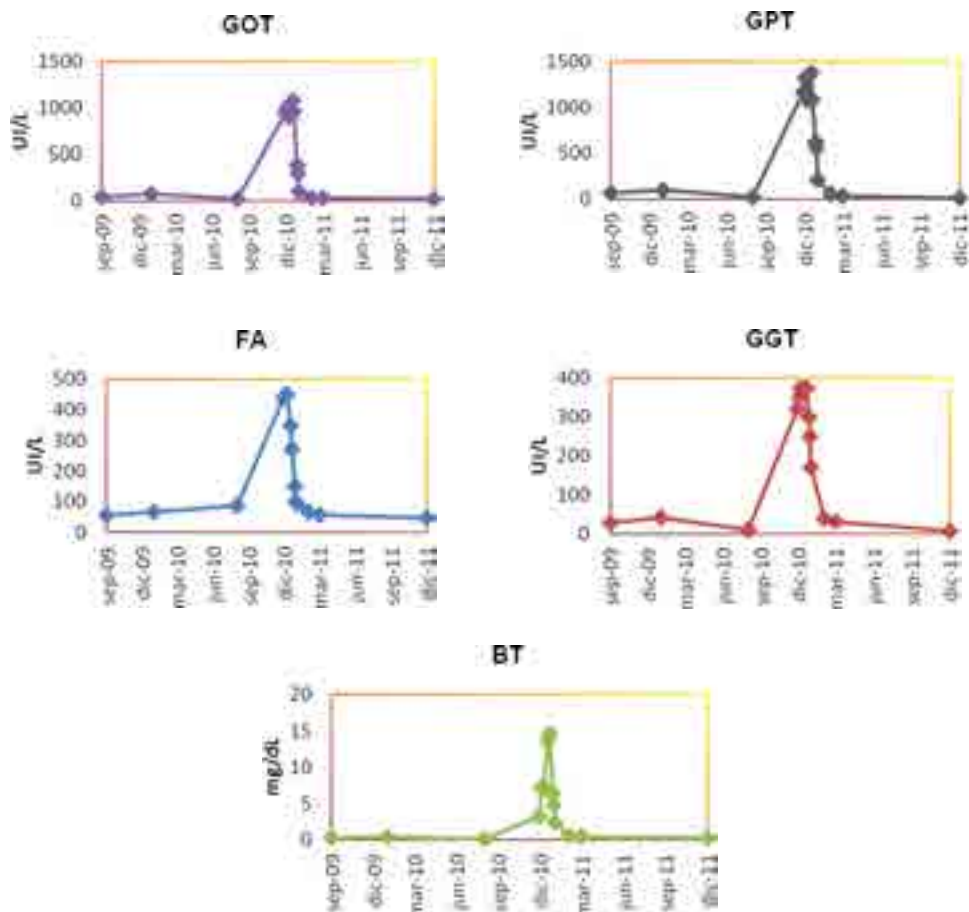 GOT
UI/L
1500
1000
500
0
sep-09
dic-09
mar-10
jun-10
sep-10
dic-10
mar-11
jun-11
sep-11
dic-11
GPT
UI/L
1500
1000
500
0
sep-09
dic-09
mar-10
jun-10
sep-10
dic-10
mar-11
jun-11
sep-11
dic-11
FA
UI/L
500
400
300
200
100
0
sep-09
dic-09
mar-10
jun-10
sep-10
dic-10
mar-11
jun-11
sep-11
dic-11
GGT
UI/L
400
300
200
100
0
sep-09
dic-09
mar-10
jun-10
sep-10
dic-10
mar-11
jun-11
sep-11
dic-11
BT
mg/dL
20
15
10
5
0
sep-09
dic-09
mar-10
jun-10
sep-10
dic-10
mar-11
jun-11
sep-11
dic-11